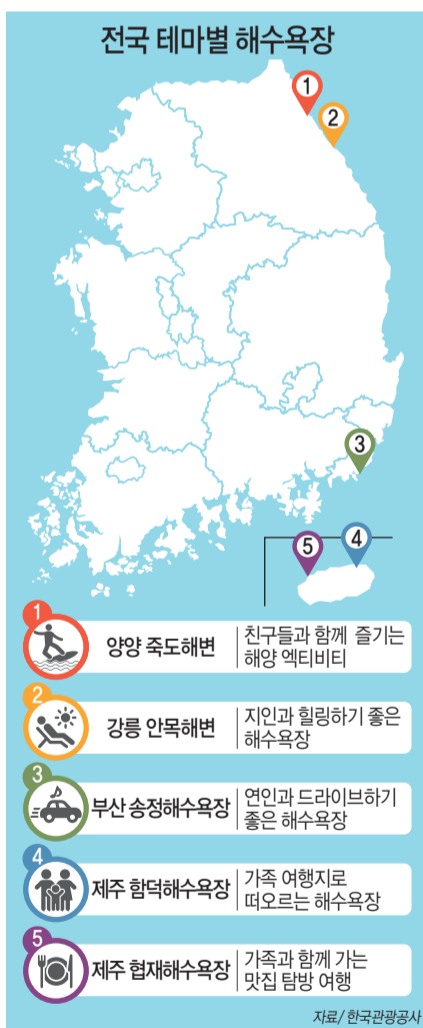 전국 테마별 해수욕장
1
2
3
4
5
1
양양 죽도해변
친구들과 함께 즐기는
해양 엑티비티
2
강릉 안목해변
지인과 힐링하기 좋은
해수욕장
3
부산 송정해수욕장
연인과 드라이브하기
좋은 해수욕장
4
제주 함덕해수욕장
가족 여행지로
떠오르는 해수욕장
5
제주 협재해수욕장
가족과 함께 가는
맛집 탐방 여행
자료/ 한국관광공사